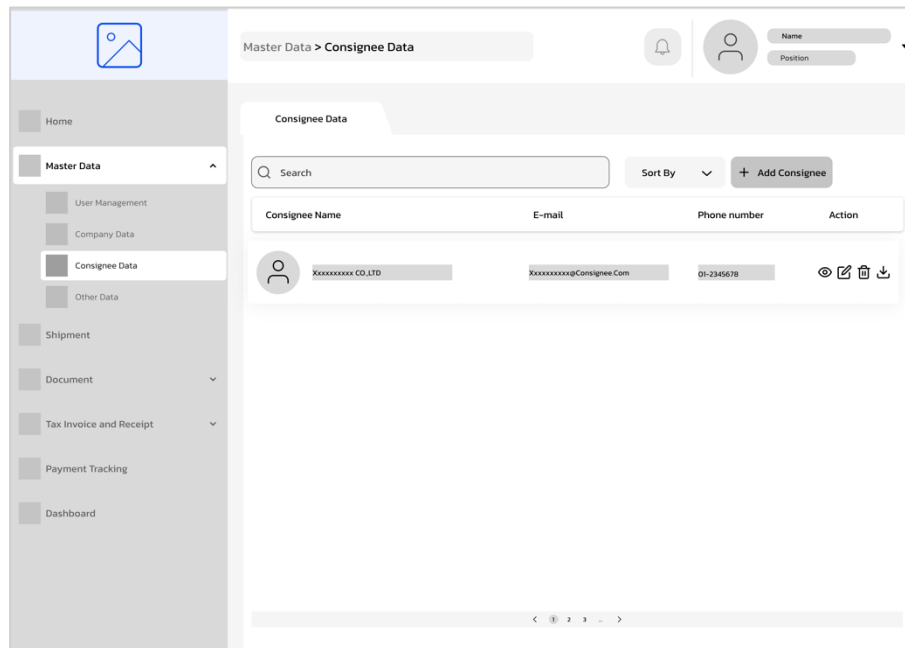 Master Data > Consignee Data
Name
Position
Home
Master Data
User Management
Company Data
Consignee Data
Other Data
Shipment
Document
Tax Invoice and Receipt
Payment Tracking
Dashboard
Consignee Data
Search
Sort By
+ Add Consignee
Consignee Name E-mail Phone number Action
Xxxxxxxxxx CO.,LTD Xxxxxxxxxx@Consignee.Com 01-2345678
< 1 2 3 ... >